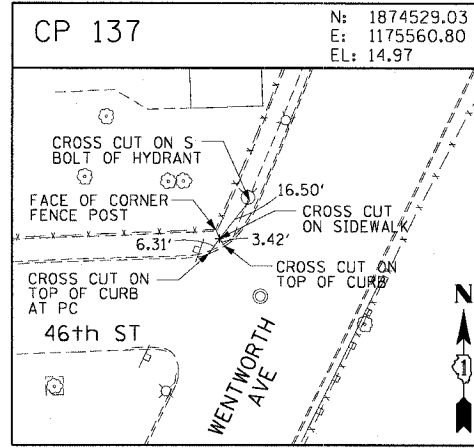 CP 137
N: 1874529.03
E: 1175560.80
EL: 14.97
CROSS CUT ON S
BOLT OF HYDRANT
16.50'
FACE OF CORNER
FENCE POST
CROSS CUT
ON SIDEWALK
6.31'
3.42'
CROSS CUT ON
TOP OF CURB
AT PC
CROSS CUT ON
TOP OF CURB
46th ST
WENTWORTH
AVE
N
1